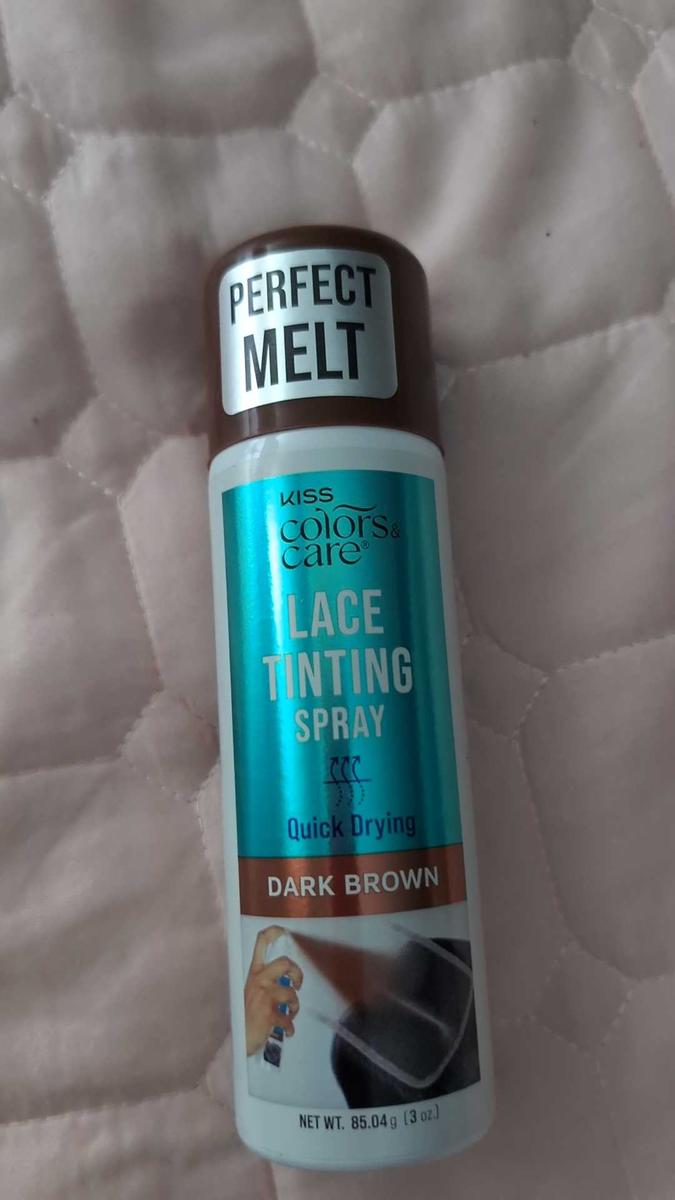 PERFECT
MELT
KISS
colors &
care®
LACE
TINTING
SPRAY
Quick Drying
DARK BROWN
NET WT. 85.04g (3 oz.)